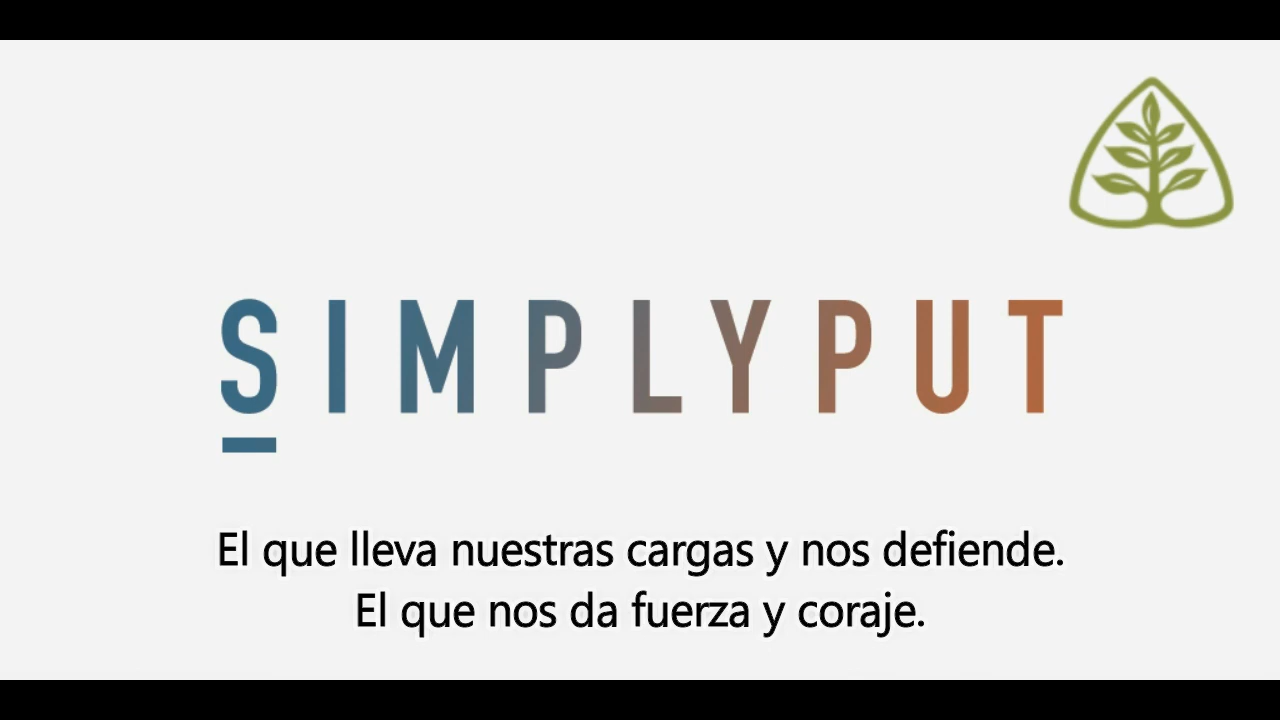 SIMPLYPUT
El que lleva nuestras cargas y nos defiende.
El que nos da fuerza y coraje.